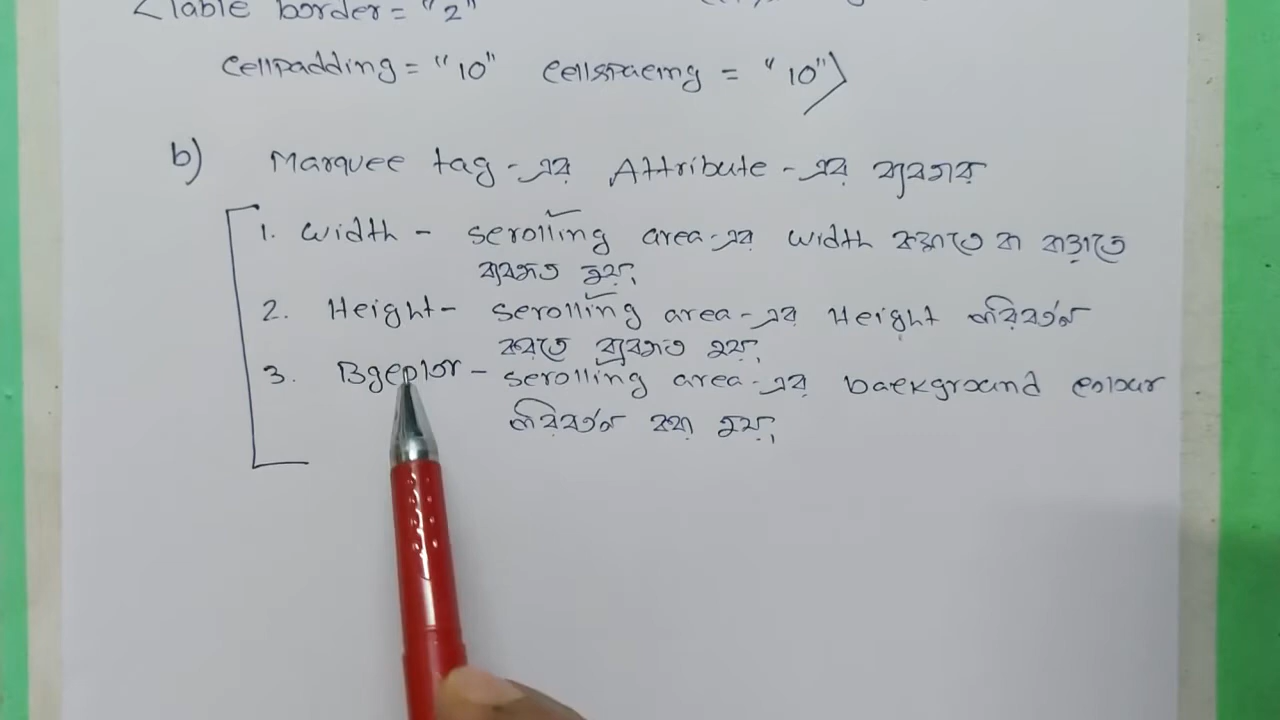 <Table border = "2"
cellpadding = "10" cellspacing = "10">
b) Marquee tag-এর Attribute-এর ব্যবহার
1. Width - scrolling area-এর width কমাতে বা বাড়াতে
ব্যবহৃত হয়।
2. Height - scrolling area-এর Height পরিবর্তন
করতে ব্যবহৃত হয়।
3. Bgcolor - scrolling area-এর background colour
পরিবর্তন করা হয়।